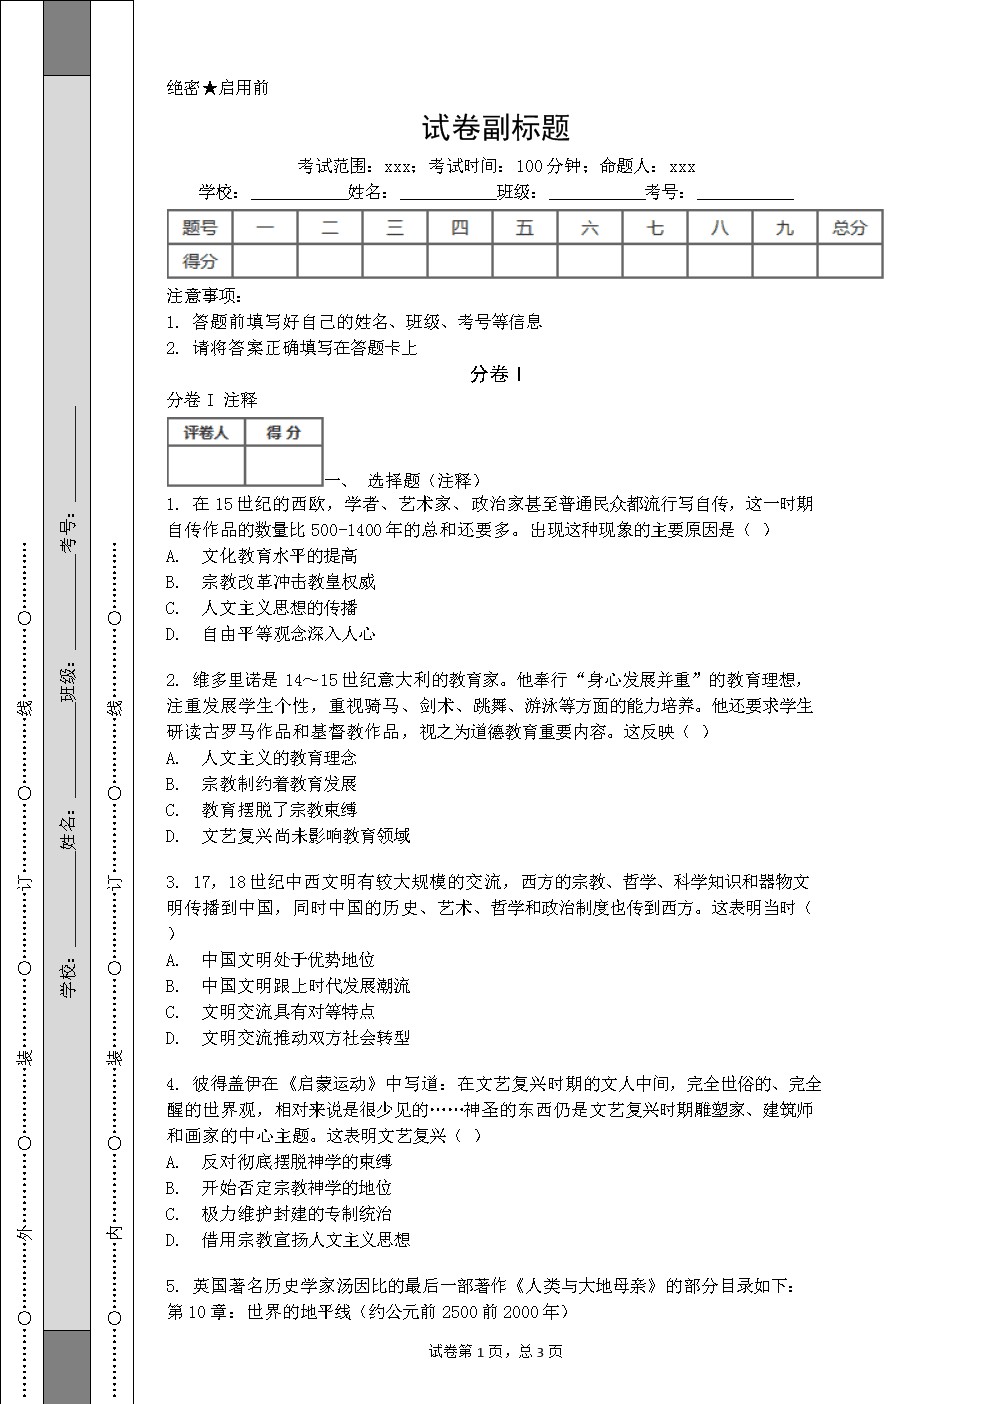 绝密★启用前
试卷副标题
考试范围：xxx；考试时间：100分钟；命题人：xxx
学校：___________姓名：___________班级：___________考号：___________
题号 一 二 三 四 五 六 七 八 九 总分
得分
注意事项：
1. 答题前填写好自己的姓名、班级、考号等信息
2. 请将答案正确填写在答题卡上
分卷I
分卷I 注释
评卷人 得分
一、 选择题（注释）
1. 在15世纪的西欧，学者、艺术家、政治家甚至普通民众都流行写自传，这一时期
自传作品的数量比500-1400年的总和还要多。出现这种现象的主要原因是（ ）
A. 文化教育水平的提高
B. 宗教改革冲击教皇权威
C. 人文主义思想的传播
D. 自由平等观念深入人心
2. 维多里诺是 14～15世纪意大利的教育家。他奉行“身心发展并重”的教育理想，
注重发展学生个性，重视骑马、剑术、跳舞、游泳等方面的能力培养。他还要求学生
研读古罗马作品和基督教作品，视之为道德教育重要内容。这反映（ ）
A. 人文主义的教育理念
B. 宗教制约着教育发展
C. 教育摆脱了宗教束缚
D. 文艺复兴尚未影响教育领域
3. 17，18世纪中西文明有较大规模的交流，西方的宗教、哲学、科学知识和器物文
明传播到中国，同时中国的历史、艺术、哲学和政治制度也传到西方。这表明当时（
）
A. 中国文明处于优势地位
B. 中国文明跟上时代发展潮流
C. 文明交流具有对等特点
D. 文明交流推动双方社会转型
4. 彼得盖伊在《启蒙运动》中写道：在文艺复兴时期的文人中间，完全世俗的、完全
醒的世界观，相对来说是很少见的……神圣的东西仍是文艺复兴时期雕塑家、建筑师
和画家的中心主题。这表明文艺复兴（ ）
A. 反对彻底摆脱神学的束缚
B. 开始否定宗教神学的地位
C. 极力维护封建的专制统治
D. 借用宗教宣扬人文主义思想
5. 英国著名历史学家汤因比的最后一部著作《人类与大地母亲》的部分目录如下：
第10章：世界的地平线（约公元前2500前2000年）
试卷第1页，总3页
…………○…………外…………○…………装…………○…………订…………○…………线…………○…………
学校：___________姓名：___________班级：___________考号：___________
…………○…………内…………○…………装…………○…………订…………○…………线…………○…………